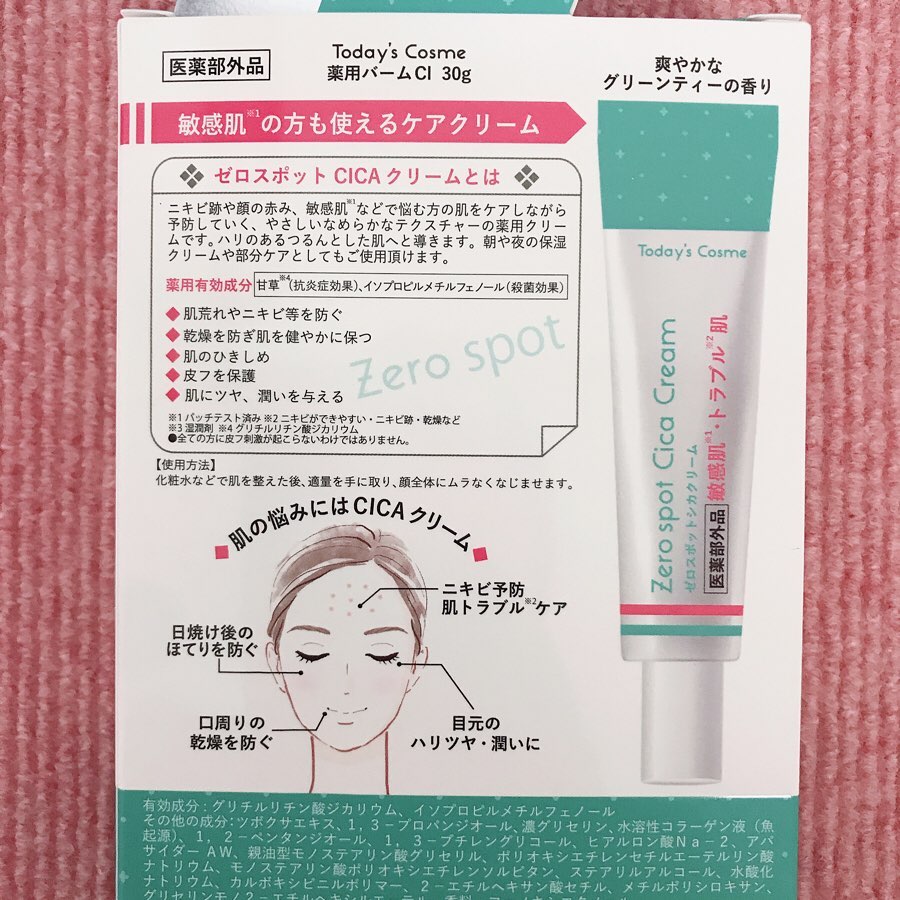 医薬部外品
Today's Cosme
薬用バームCI 30g
爽やかな
グリーンティーの香り
敏感肌※1の方も使えるケアクリーム
ゼロスポット CICA クリームとは
ニキビ跡や顔の赤み、敏感肌※1などで悩む方の肌をケアしながら
予防していく、やさしいなめらかなテクスチャーの薬用クリー
ムです。ハリのあるつるんとした肌へと導きます。朝や夜の保湿
クリームや部分ケアとしてもご使用頂けます。
薬用有効成分 甘草※4(抗炎症効果)、イソプロピルメチルフェノール(殺菌効果)
◆肌荒れやニキビ等を防ぐ
◆乾燥を防ぎ肌を健やかに保つ
◆肌のひきしめ
◆皮フを保護
◆肌にツヤ、潤いを与える
Zero spot
※1 パッチテスト済み ※2 ニキビができやすい・ニキビ跡・乾燥など
※3 湿潤剤 ※4 グリチルリチン酸ジカリウム
●全ての方に皮フ刺激が起こらないわけではありません。
【使用方法】
化粧水などで肌を整えた後、適量を手に取り、顔全体にムラなくなじませます。
肌の悩みにはCICAクリーム
ニキビ予防
肌トラブル※2ケア
日焼け後の
ほてりを防ぐ
口周りの
乾燥を防ぐ
目元の
ハリツヤ・潤いに
Today's Cosme
Zero spot Cica Cream
ゼロスポットシカクリーム
医薬部外品 敏感肌※1・トラブル※2肌
有効成分:グリチルリチン酸ジカリウム、イソプロピルメチルフェノール
その他の成分:ツボクサエキス、1,3-プロパンジオール、濃グリセリン、水溶性コラーゲン液(魚
起源)、1,2-ペンタンジオール、1,3-ブチレングリコール、ヒアルロン酸Na-2、アパ
サイダーAW、親油型モノステアリン酸グリセリル、ポリオキシエチレンセチルエーテルリン酸
ナトリウム、モノステアリン酸ポリオキシエチレンソルビタン、ステアリルアルコール、水酸化
ナトリウム、カルボキシビニルポリマー、2-エチルヘキサン酸セチル、メチルポリシロキサン、